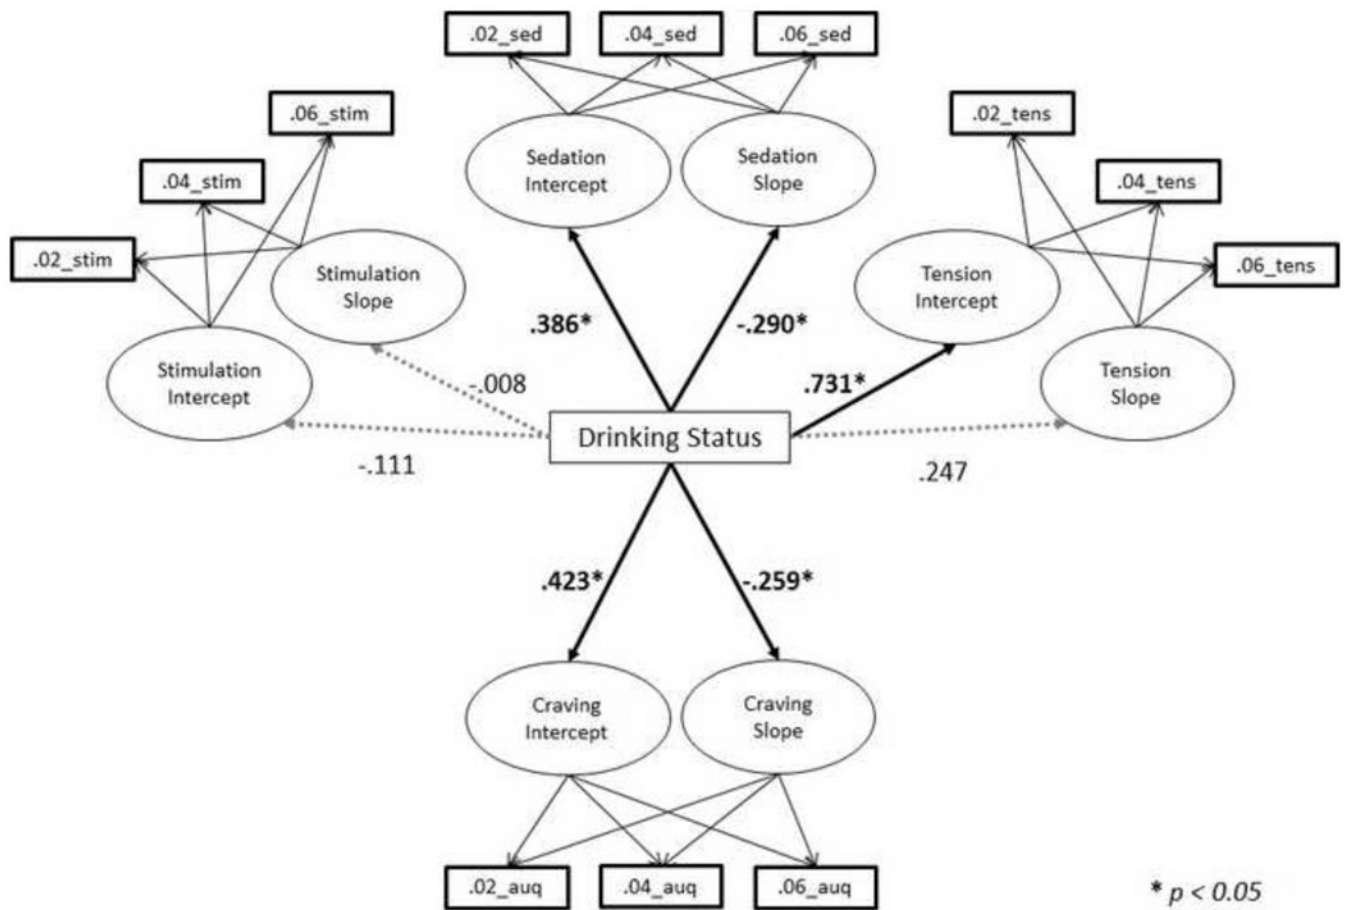 .02_sed
.04_sed
.06_sed
.06_stim
.02_tens
Sedation
Intercept
Sedation
Slope
.04_stim
.04_tens
.02_stim
Stimulation
Slope
Tension
Intercept
.06_tens
.386*
-.290*
Stimulation
Intercept
-.008
.731*
Tension
Slope
Drinking Status
-.111
.247
.423*
-.259*
Craving
Intercept
Craving
Slope
.02_auq
.04_auq
.06_auq
* p < 0.05